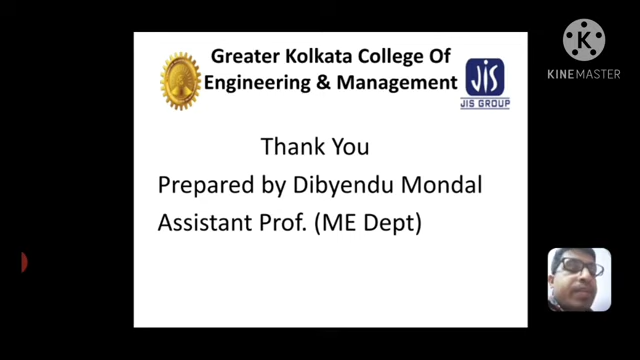 Greater Kolkata College Of
Engineering & Management
JIS
JIS GROUP
KINEMASTER
Thank You
Prepared by Dibyendu Mondal
Assistant Prof. (ME Dept)